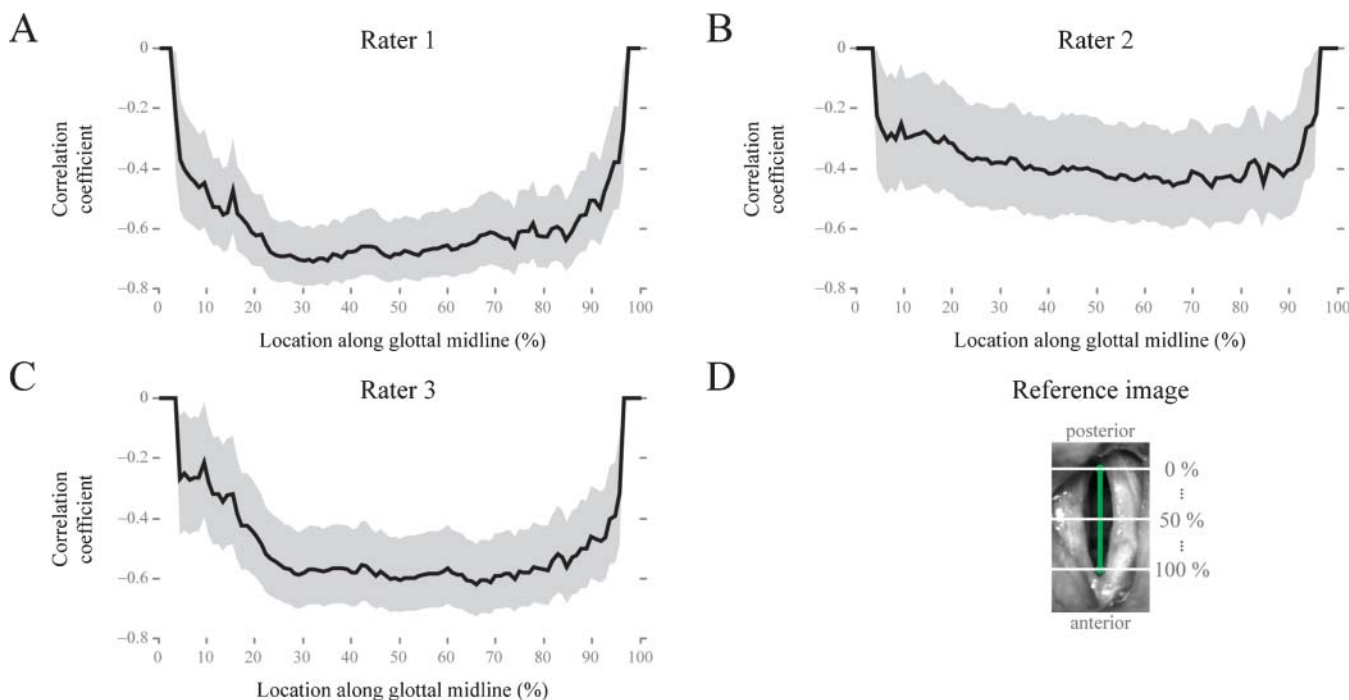 A
Rater 1
Correlation
coefficient
0
−0.2
−0.4
−0.6
−0.8
0 10 20 30 40 50 60 70 80 90 100
Location along glottal midline (%)
B
Rater 2
Correlation
coefficient
0
−0.2
−0.4
−0.6
−0.8
0 10 20 30 40 50 60 70 80 90 100
Location along glottal midline (%)
C
Rater 3
Correlation
coefficient
0
−0.2
−0.4
−0.6
−0.8
0 10 20 30 40 50 60 70 80 90 100
Location along glottal midline (%)
D
Reference image
posterior
0 %
⋮
50 %
⋮
100 %
anterior